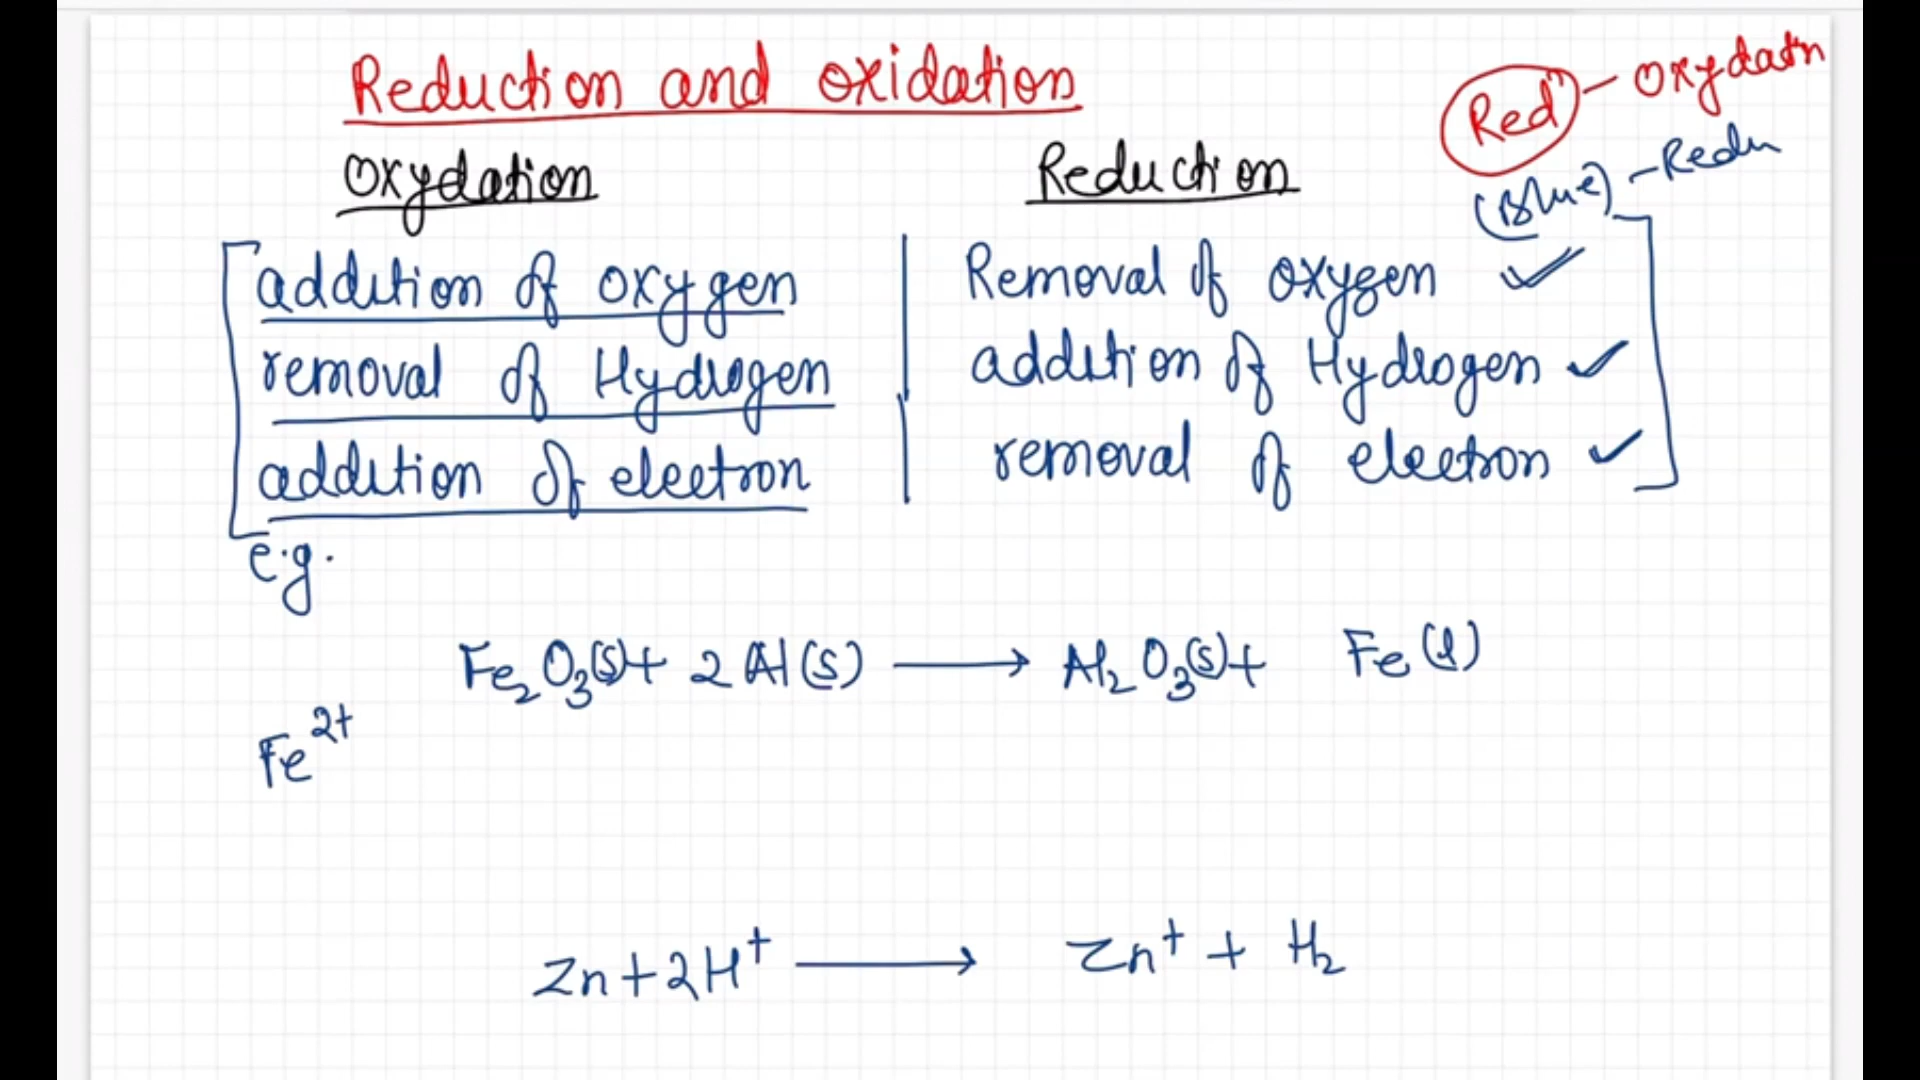 Reduction and oxidation
Red" - Oxydatn
(Blue) - Redu
Oxydation
Reduction
addition of oxygen
removal of Hydrogen
addition of electron
Removal of oxygen ✓
addition of Hydrogen ✓
removal of electron ✓
e.g.
Fe₂O₃(s)+ 2Al(s) ⟶ Al₂O₃(s)+ Fe(l)
Fe²⁺
Zn+2H⁺ ⟶ Zn⁺ + H₂